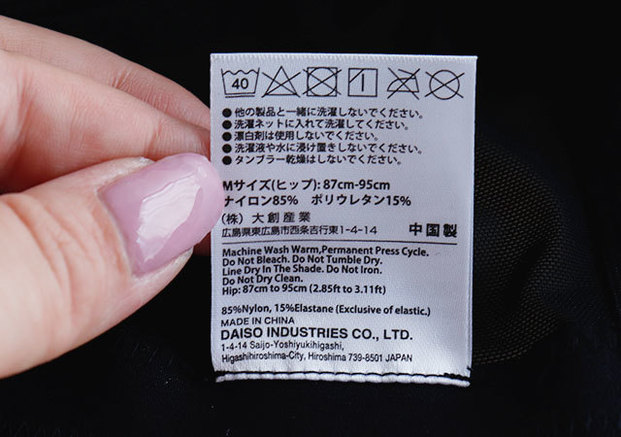 40
●他の製品と一緒に洗濯しないでください。
●洗濯ネットに入れて洗濯してください。
●漂白剤は使用しないでください。
●洗濯液や水に浸け置きしないでください。
●タンブラー乾燥はしないでください。
Mサイズ(ヒップ): 87cm-95cm
ナイロン85% ポリウレタン15%
(株) 大創産業
広島県東広島市西条吉行東1-4-14 中国製
Machine Wash Warm,Permanent Press Cycle.
Do Not Bleach. Do Not Tumble Dry.
Line Dry In The Shade. Do Not Iron.
Do Not Dry Clean.
Hip: 87cm to 95cm (2.85ft to 3.11ft)
85%Nylon, 15%Elastane (Exclusive of elastic.)
MADE IN CHINA
DAISO INDUSTRIES CO., LTD.
1-4-14 Saijo-Yoshiyukihigashi,
Higashihiroshima-City, Hiroshima 739-8501 JAPAN